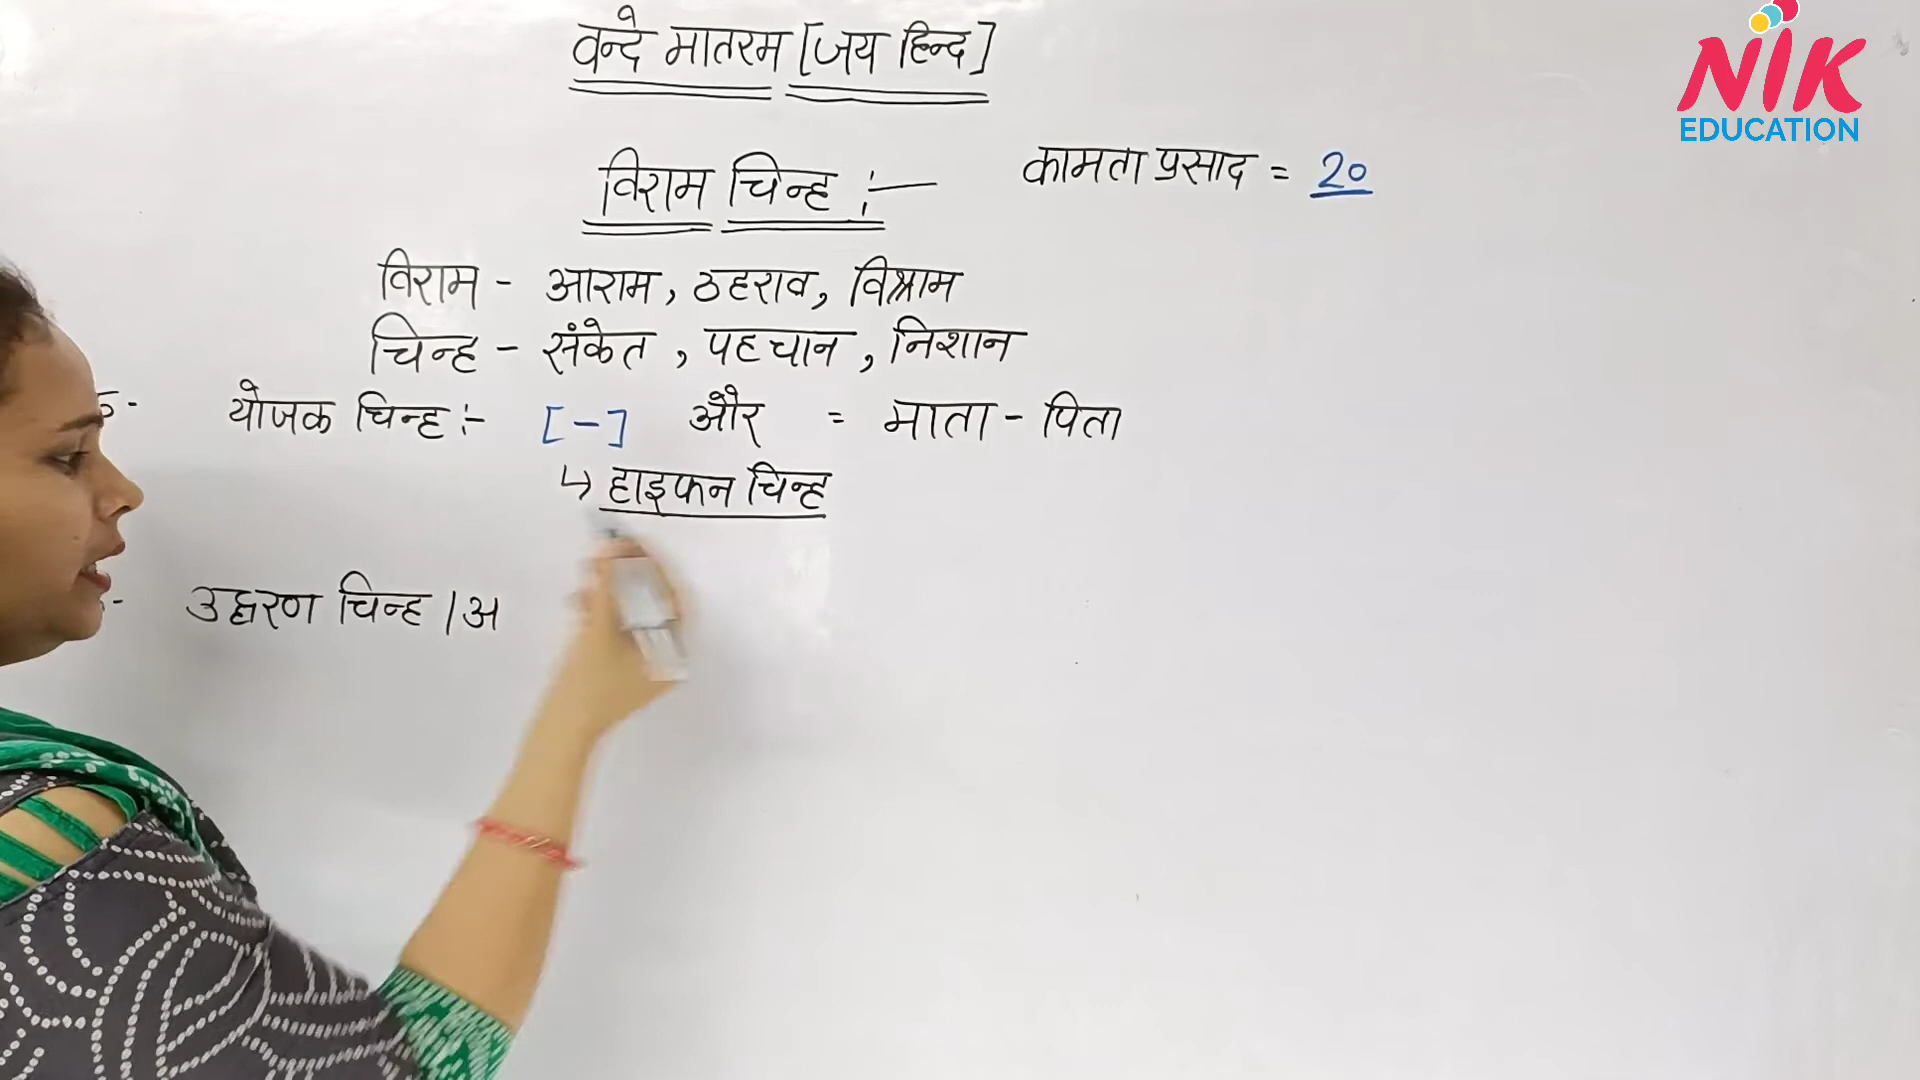 वन्दे मातरम [जय हिन्द]
NIK
EDUCATION
विराम चिन्ह :—
कामता प्रसाद = 20
विराम - आराम, ठहराव, विश्राम
चिन्ह - संकेत, पहचान, निशान
योजक चिन्ह :- [-] और = माता - पिता
↳ हाइफन चिन्ह
उद्धरण चिन्ह / अ